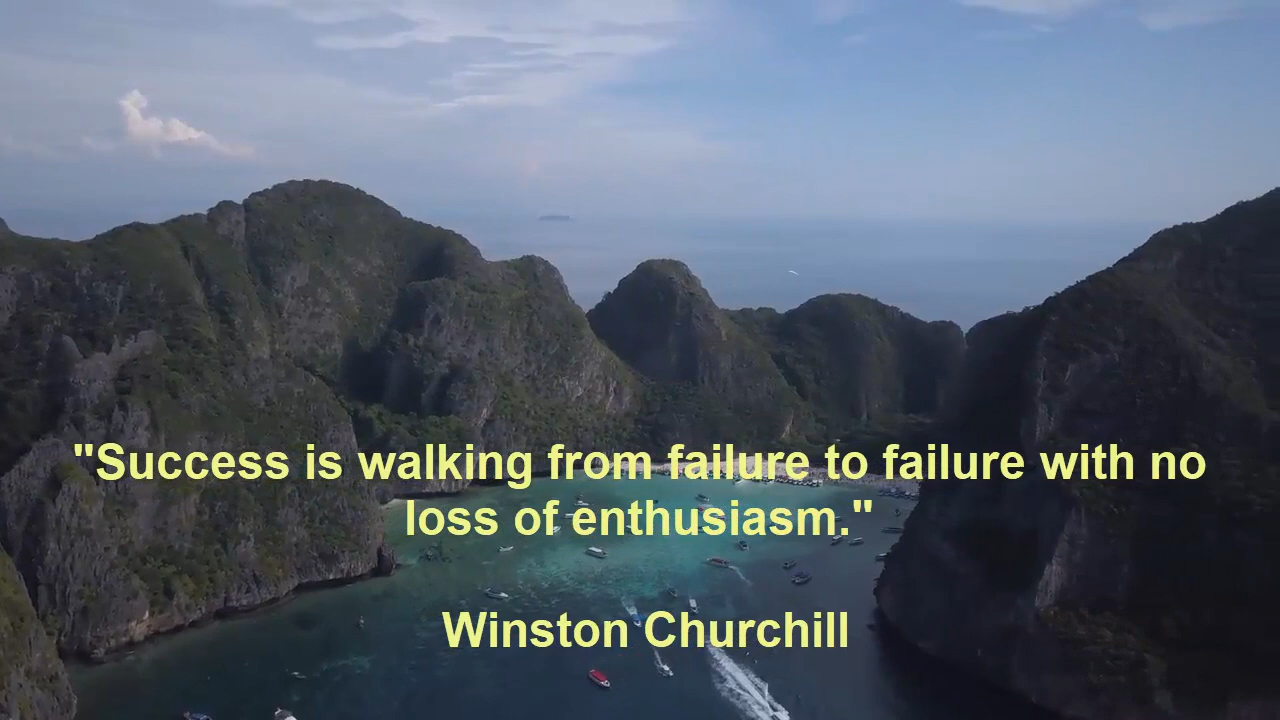 "Success is walking from failure to failure with no
loss of enthusiasm."
Winston Churchill